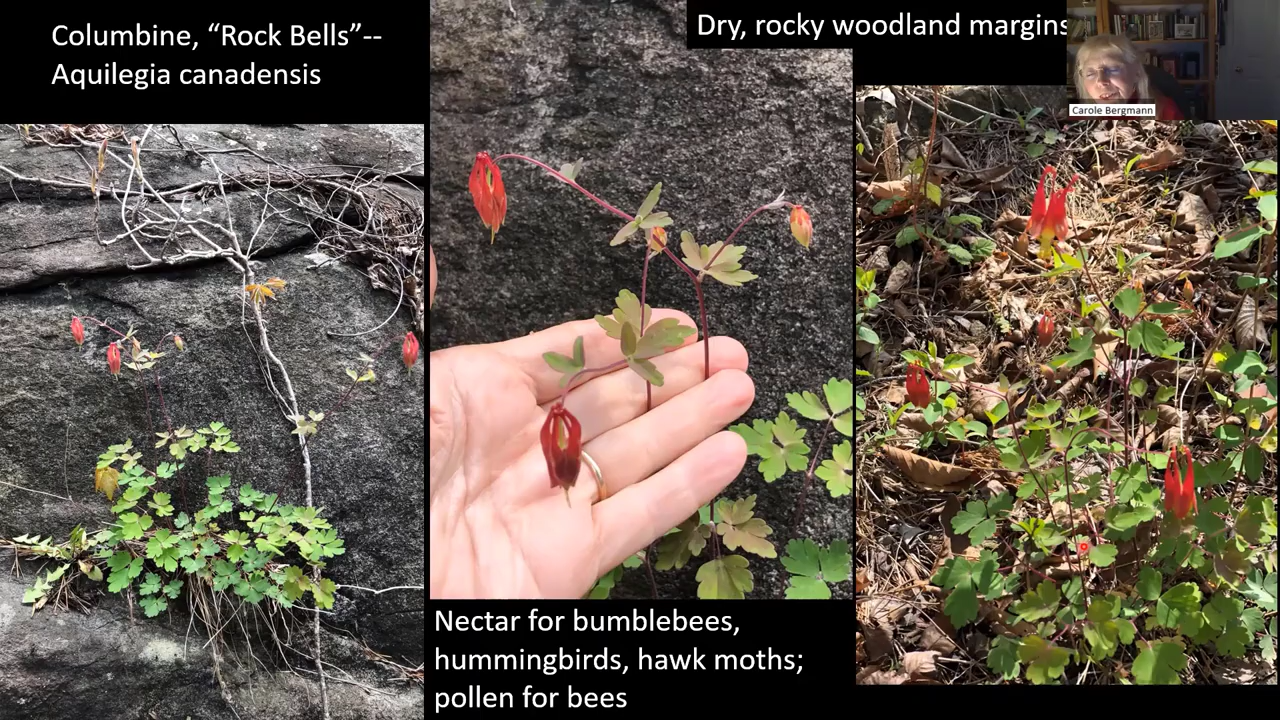 Columbine, “Rock Bells”--
Aquilegia canadensis
Dry, rocky woodland margins
Carole Bergmann
Nectar for bumblebees,
hummingbirds, hawk moths;
pollen for bees